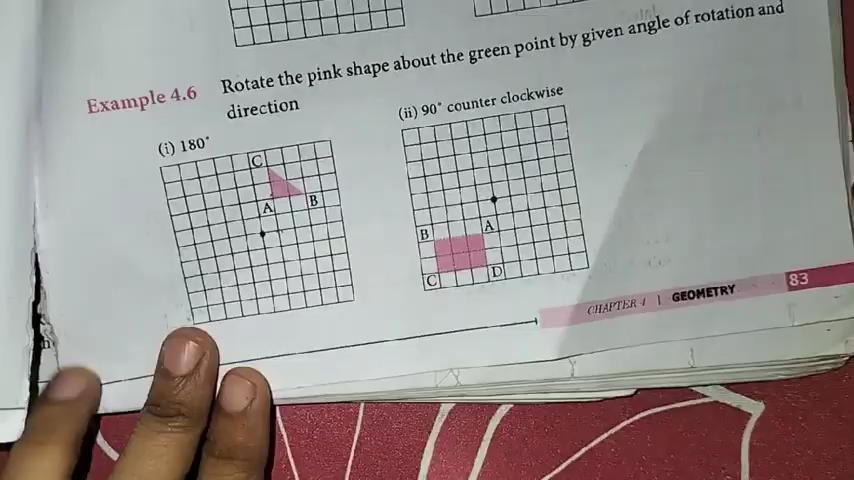 Example 4.6 Rotate the pink shape about the green point by given angle of rotation and
direction
(i) 180°
(ii) 90° counter clockwise
C
A
B
B
A
C
D
CHAPTER 4 | GEOMETRY 83